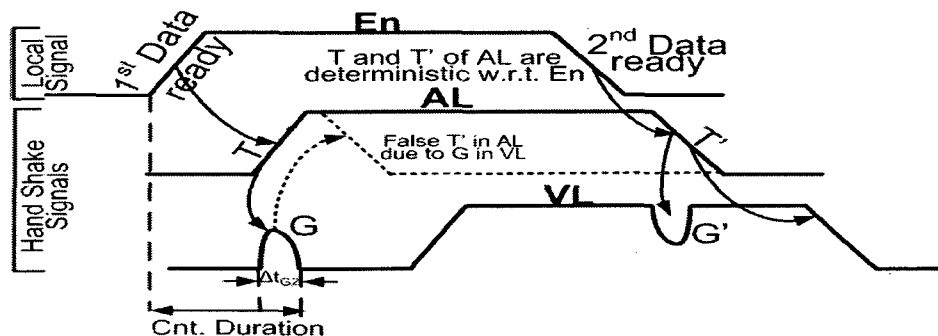 En
1st Data
ready
T and T' of AL are
deterministic w.r.t. En
2nd Data
ready
Local
Signal
AL
T
T'
False T' in AL
due to G in VL
Hand Shake
Signals
VL
G
G'
ΔtG2
Cnt. Duration